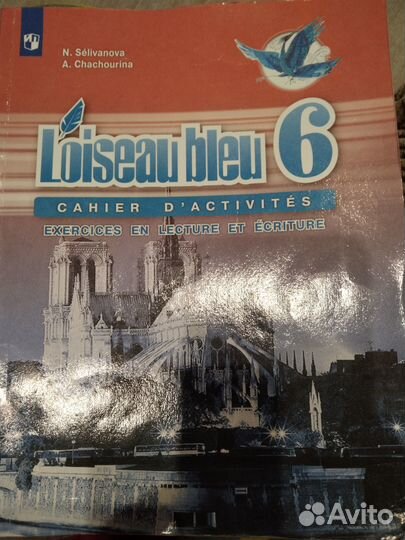 N. Sélivanova
A. Chachourina
L'oiseau bleu 6
CAHIER D'ACTIVITÉS
EXERCICES EN LECTURE ET ÉCRITURE
Avito